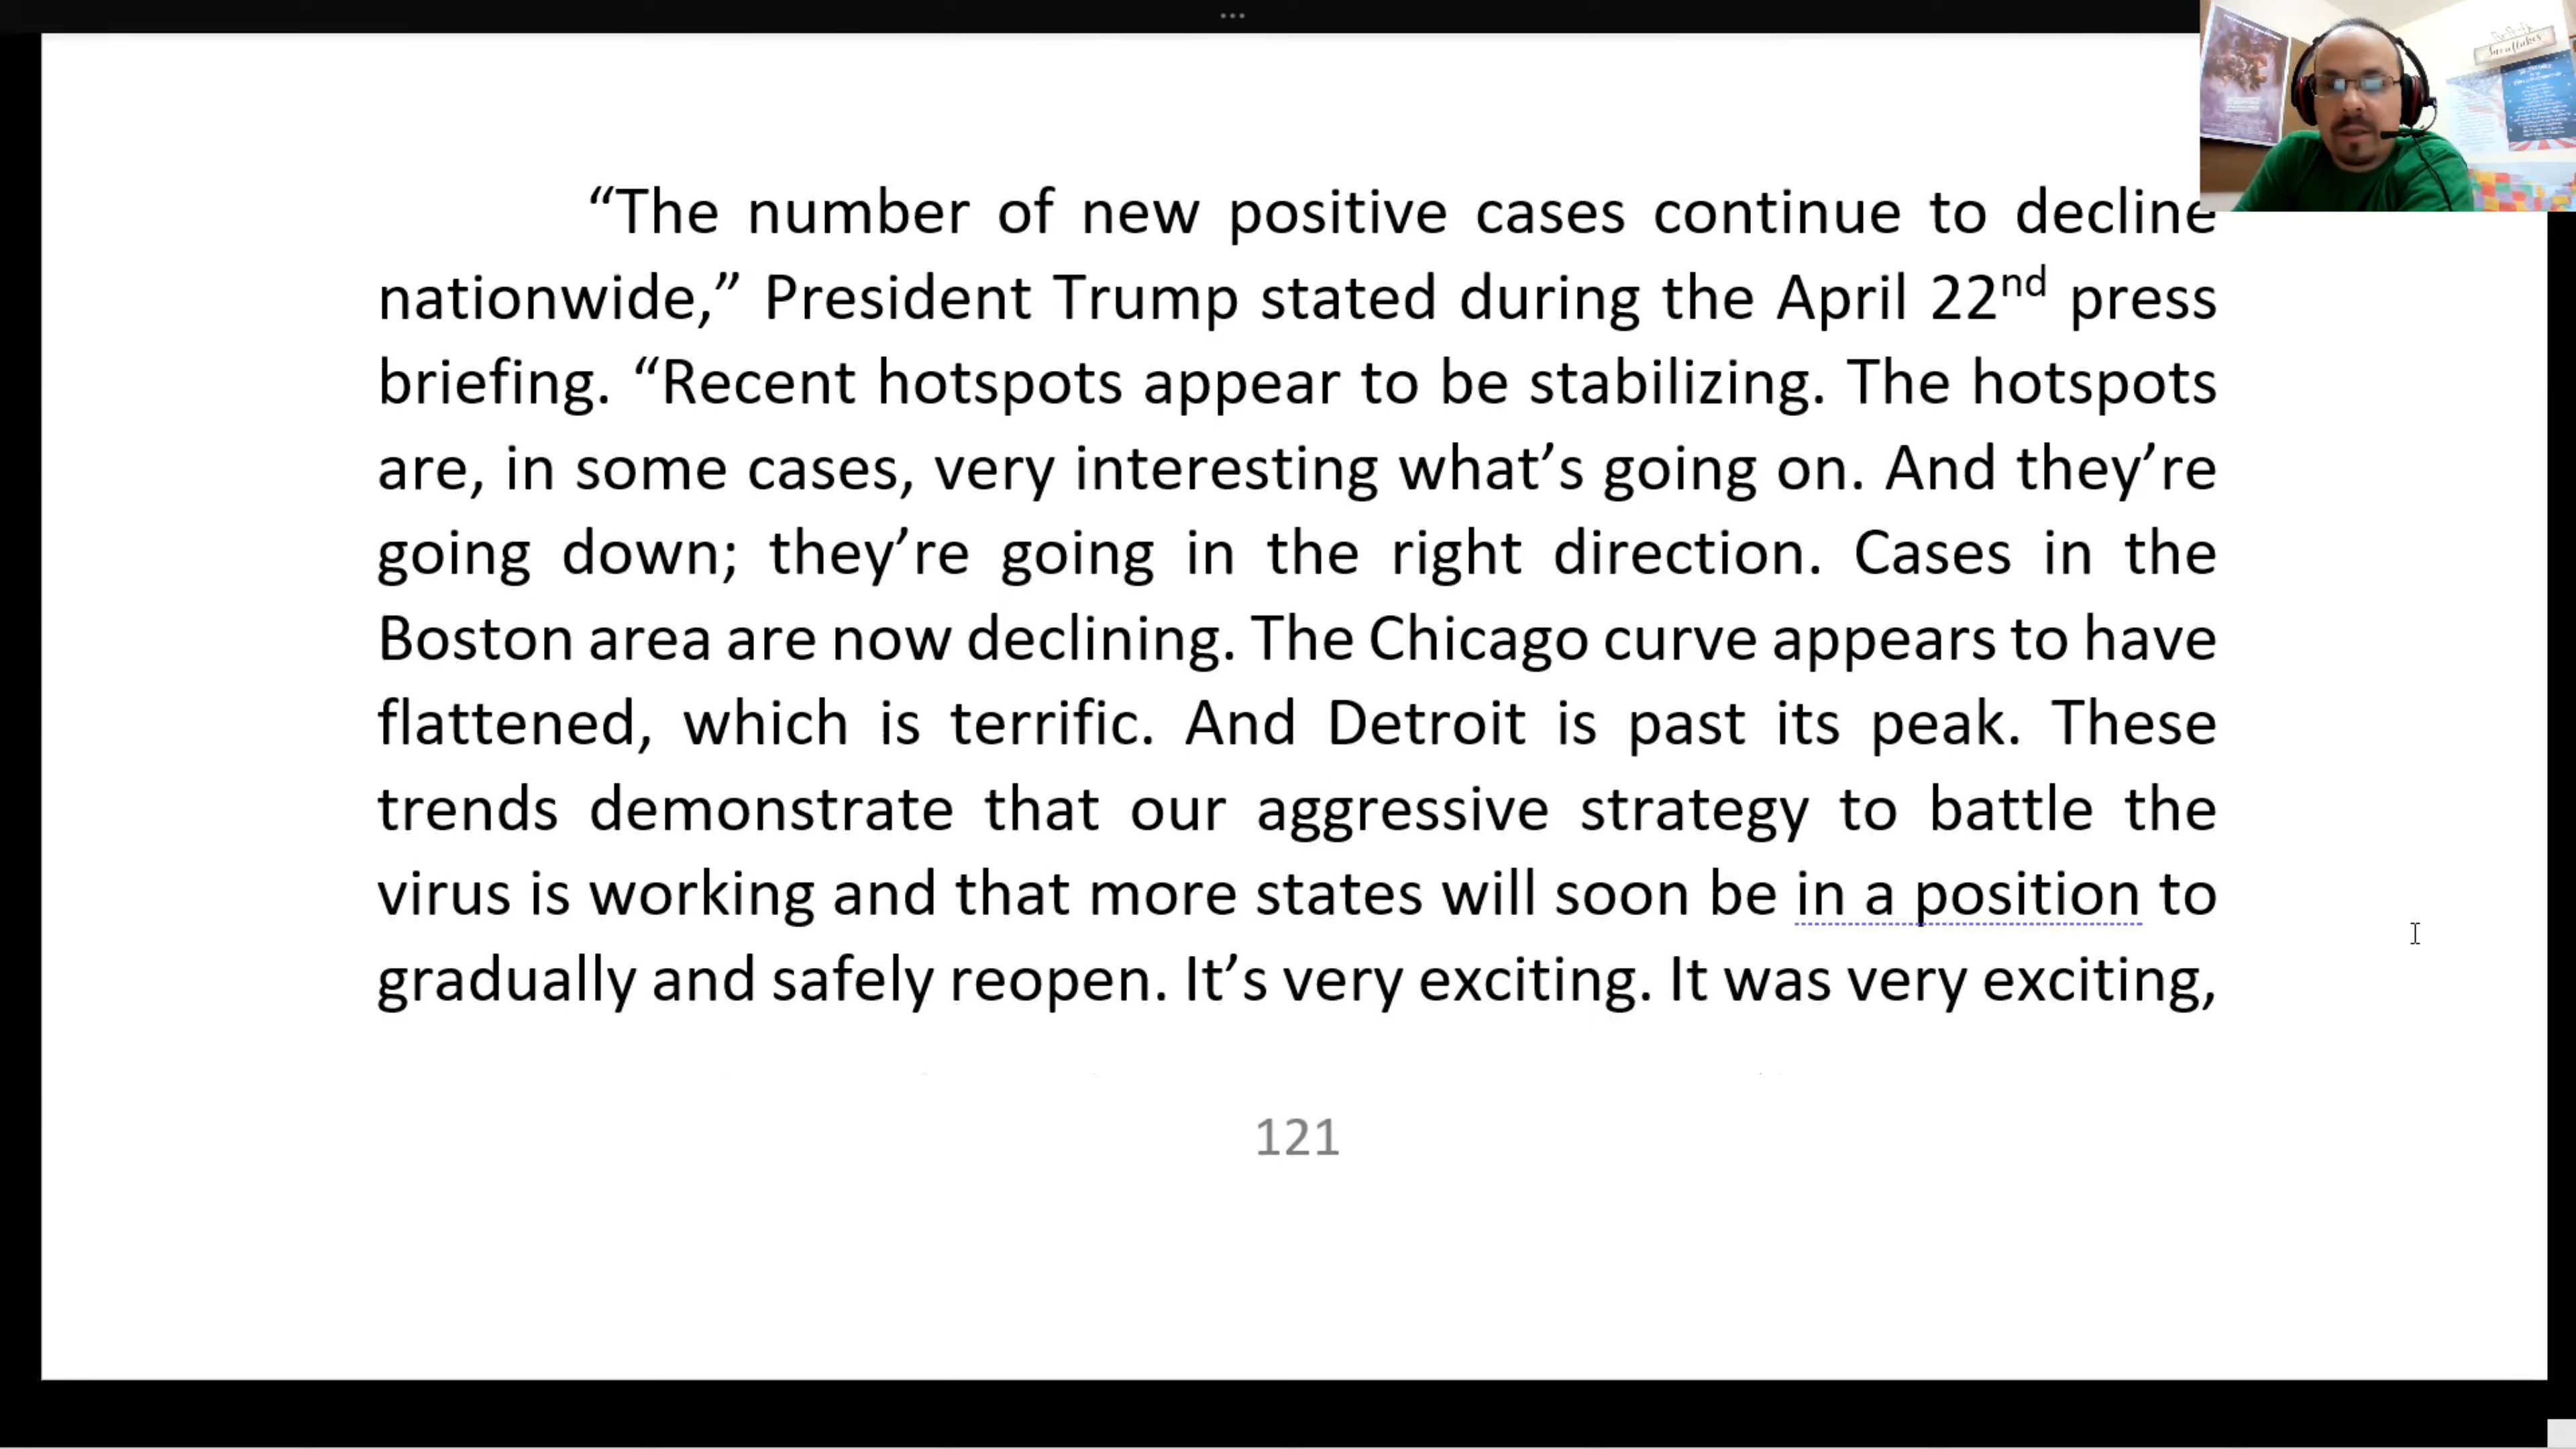 “The number of new positive cases continue to decline
nationwide,” President Trump stated during the April 22nd press
briefing. “Recent hotspots appear to be stabilizing. The hotspots
are, in some cases, very interesting what’s going on. And they’re
going down; they’re going in the right direction. Cases in the
Boston area are now declining. The Chicago curve appears to have
flattened, which is terrific. And Detroit is past its peak. These
trends demonstrate that our aggressive strategy to battle the
virus is working and that more states will soon be in a position to
gradually and safely reopen. It’s very exciting. It was very exciting,
121